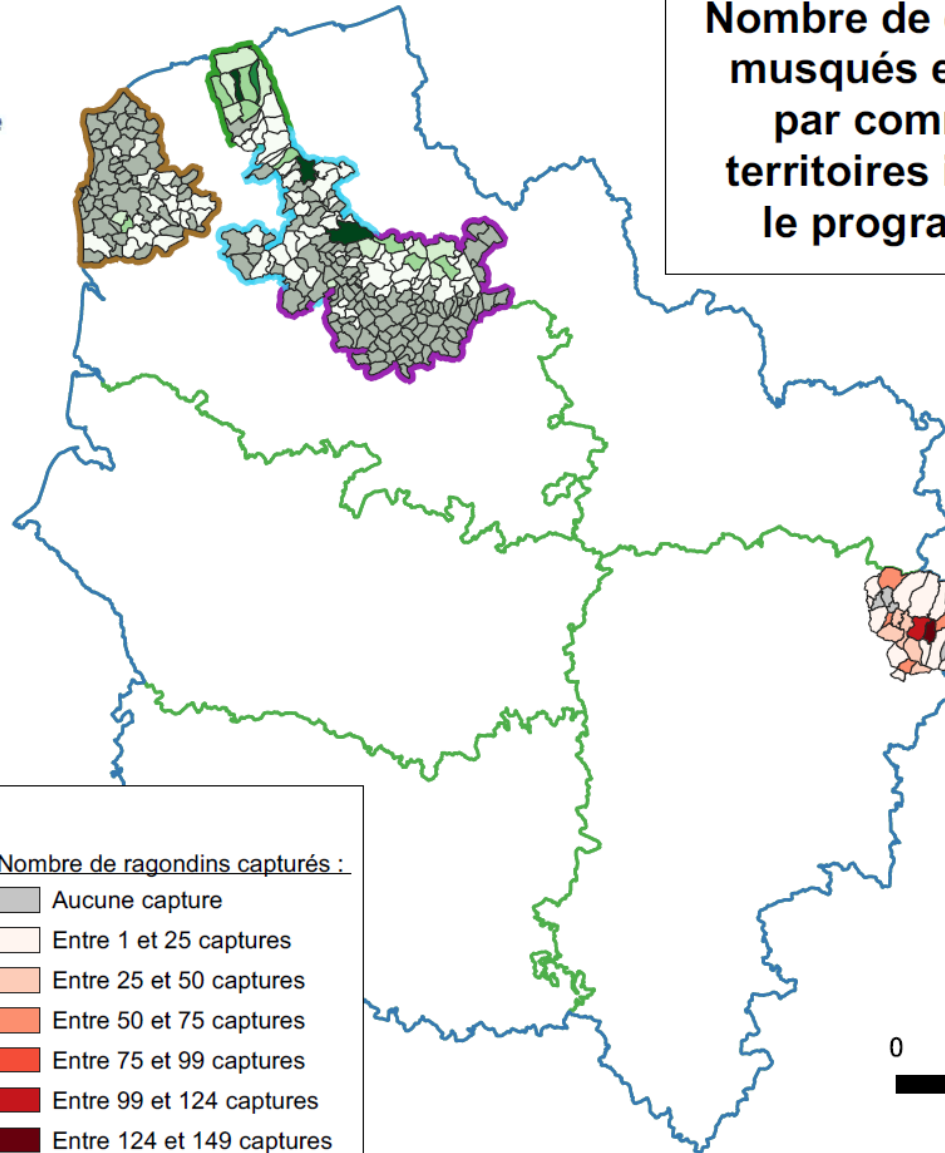 Nombre de
musqués e
par com
territoires i
le progra
Nombre de ragondins capturés :
Aucune capture
Entre 1 et 25 captures
Entre 25 et 50 captures
Entre 50 et 75 captures
Entre 75 et 99 captures
Entre 99 et 124 captures
Entre 124 et 149 captures
0